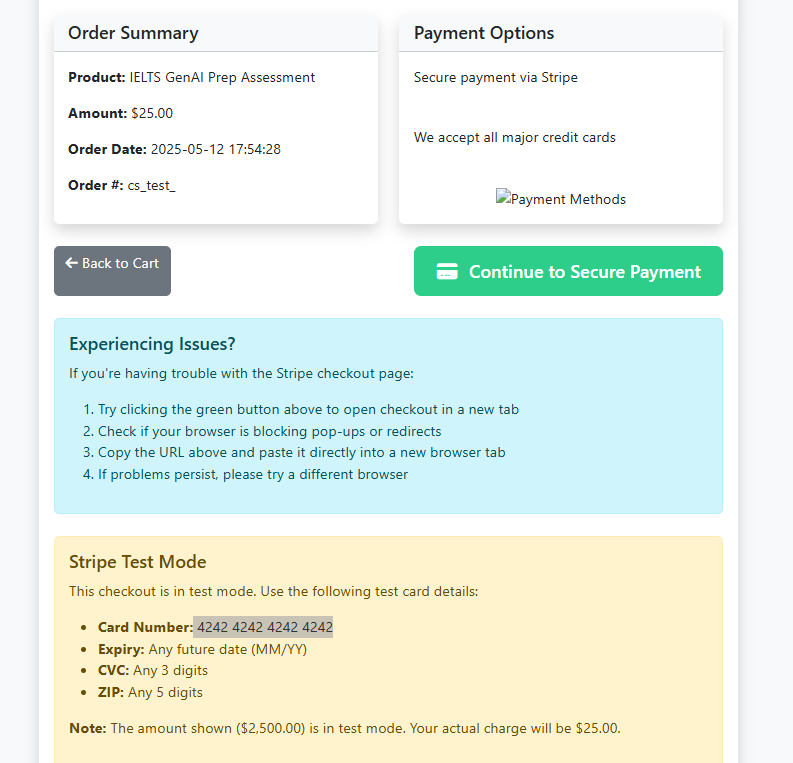 Order Summary
Product: IELTS GenAI Prep Assessment
Amount: $25.00
Order Date: 2025-05-12 17:54:28
Order #: cs_test_
Payment Options
Secure payment via Stripe
We accept all major credit cards
Payment Methods
Back to Cart
Continue to Secure Payment
Experiencing Issues?
If you're having trouble with the Stripe checkout page:
1. Try clicking the green button above to open checkout in a new tab
2. Check if your browser is blocking pop-ups or redirects
3. Copy the URL above and paste it directly into a new browser tab
4. If problems persist, please try a different browser
Stripe Test Mode
This checkout is in test mode. Use the following test card details:
• Card Number: 4242 4242 4242 4242
• Expiry: Any future date (MM/YY)
• CVC: Any 3 digits
• ZIP: Any 5 digits
Note: The amount shown ($2,500.00) is in test mode. Your actual charge will be $25.00.